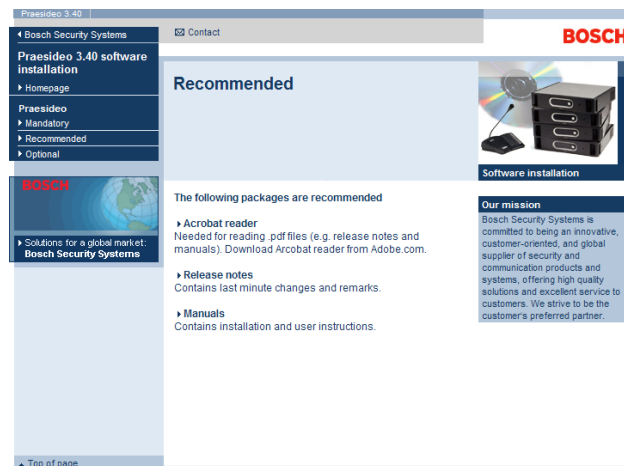 Praesideo 3.40
Bosch Security Systems
Contact
BOSCH
Praesideo 3.40 software
installation
Homepage
Praesideo
Mandatory
Recommended
Optional
BOSCH
Solutions for a global market:
Bosch Security Systems
Recommended
Software installation
The following packages are recommended
Acrobat reader
Needed for reading .pdf files (e.g. release notes and
manuals). Download Arcobat reader from Adobe.com.
Release notes
Contains last minute changes and remarks.
Manuals
Contains installation and user instructions.
Our mission
Bosch Security Systems is
committed to being an innovative,
customer-oriented, and global
supplier of security and
communication products and
systems, offering high quality
solutions and excellent service to
customers. We strive to be the
customer's preferred partner.
Top of page